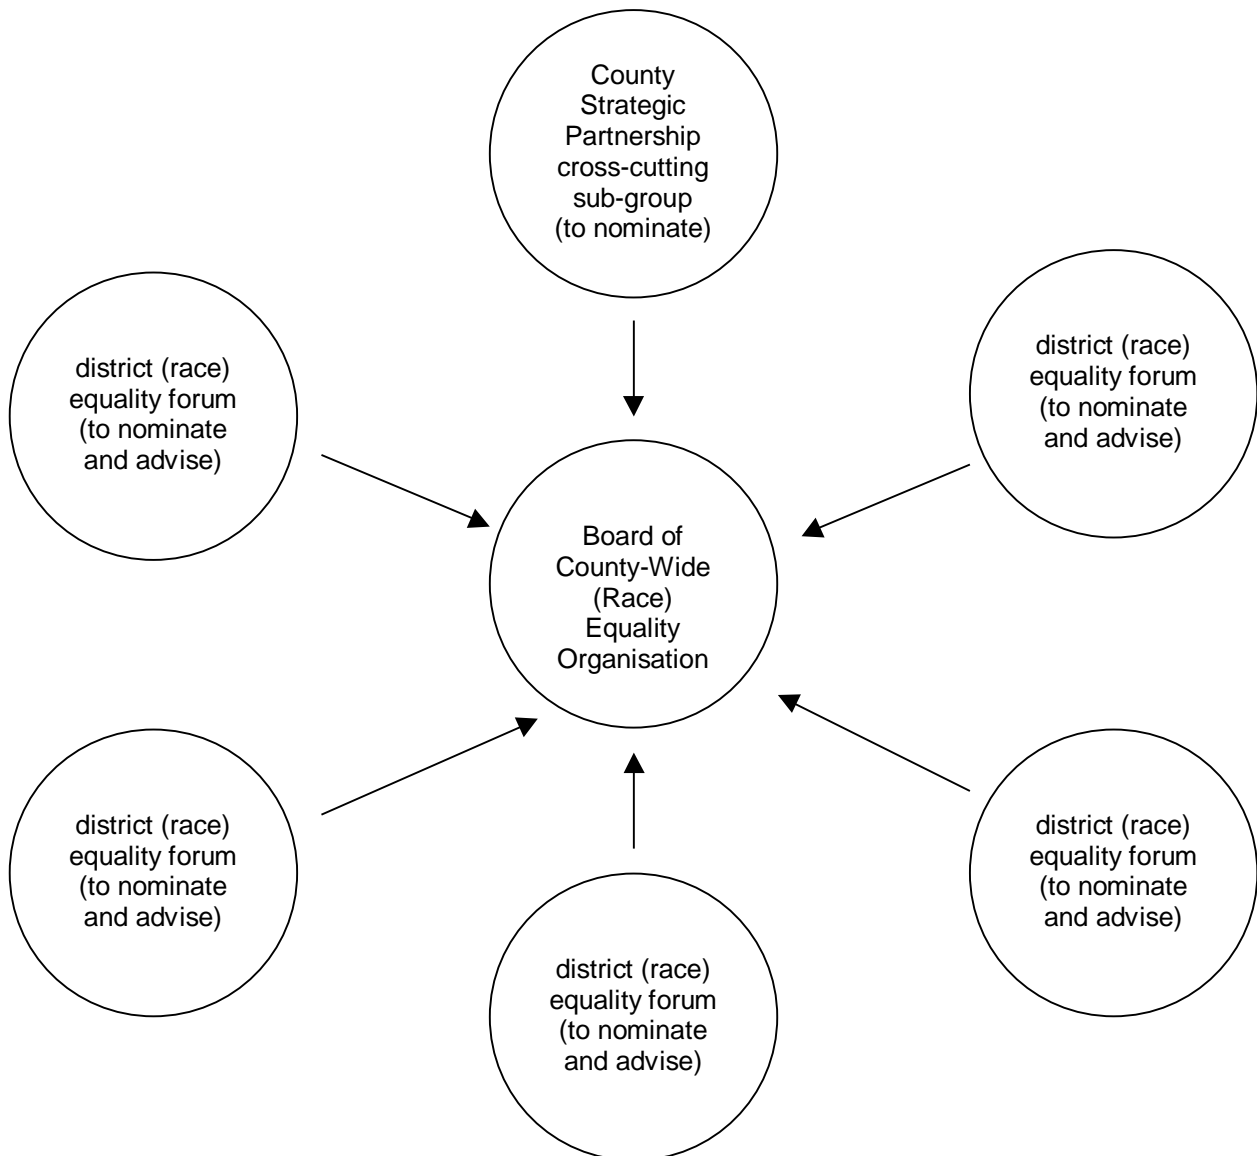 County
Strategic
Partnership
cross-cutting
sub-group
(to nominate)
district (race)
equality forum
(to nominate
and advise)
district (race)
equality forum
(to nominate
and advise)
Board of
County-Wide
(Race)
Equality
Organisation
district (race)
equality forum
(to nominate
and advise)
district (race)
equality forum
(to nominate
and advise)
district (race)
equality forum
(to nominate
and advise)